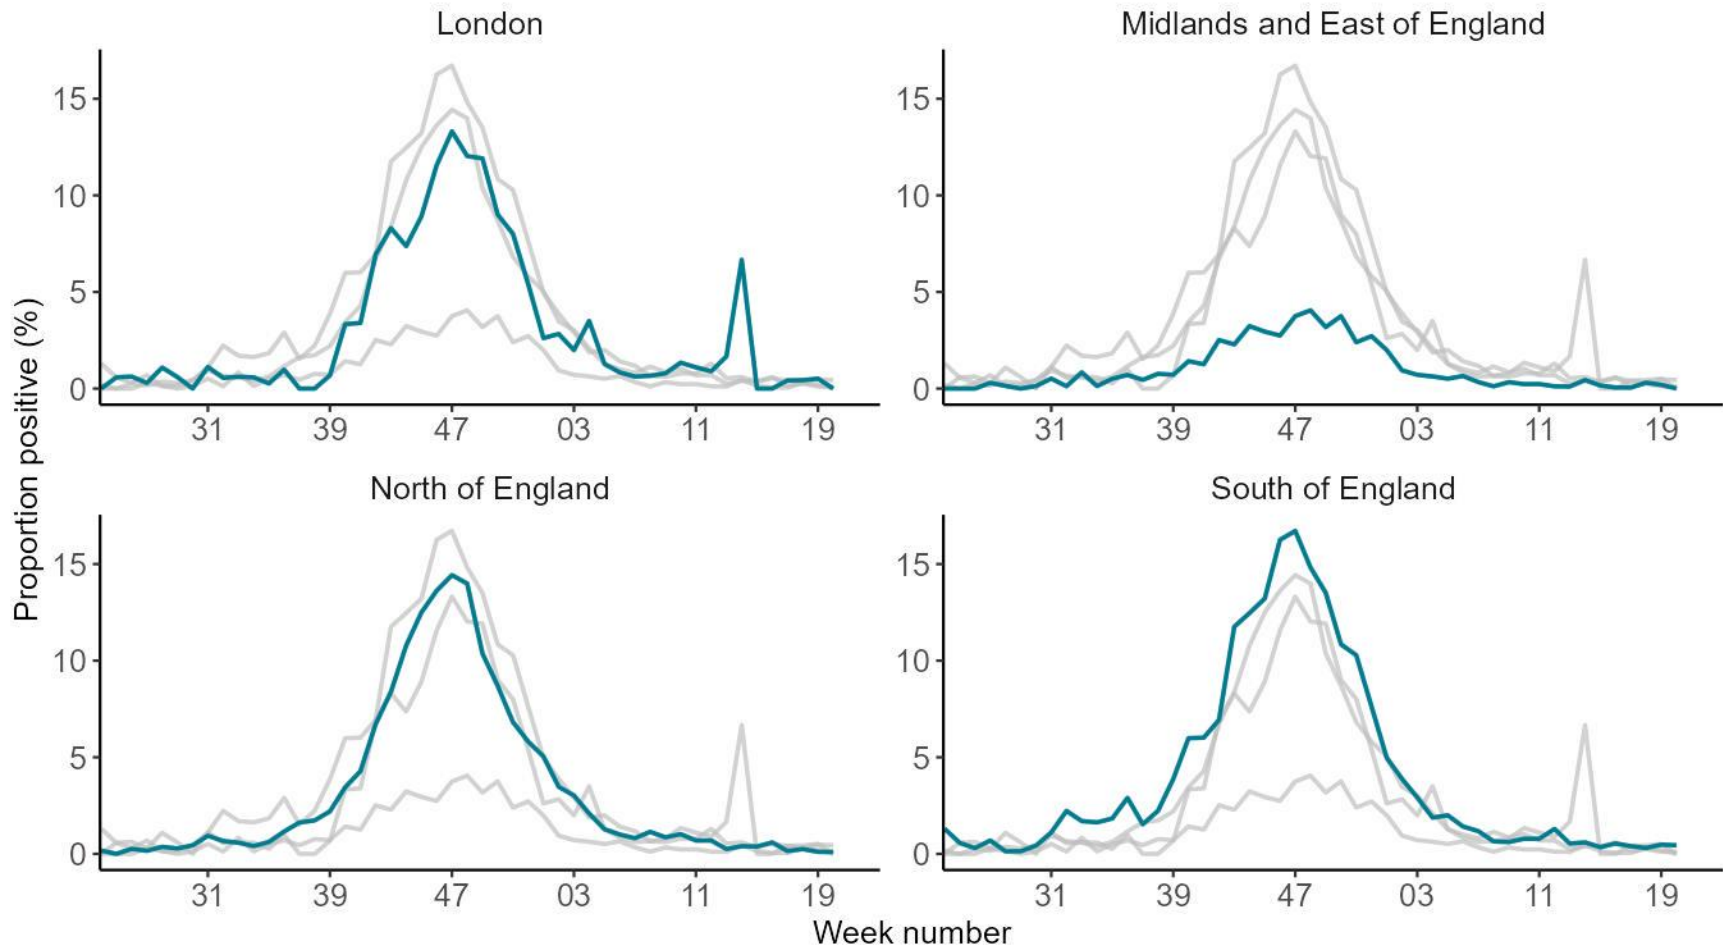 London
Midlands and East of England
15
10
5
0
31 39 47 03 11 19
15
10
5
0
31 39 47 03 11 19
North of England
South of England
15
10
5
0
31 39 47 03 11 19
15
10
5
0
31 39 47 03 11 19
Proportion positive (%)
Week number